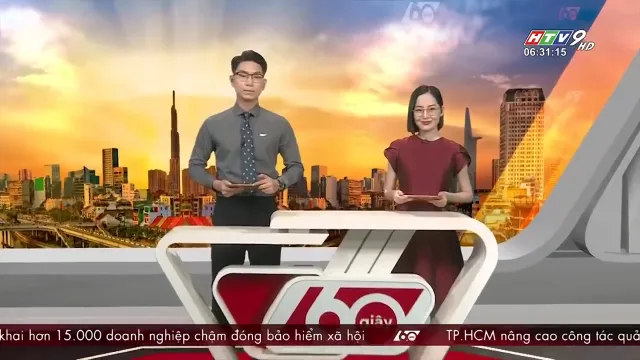 HTV9 HD
06:31:15
60 giây
khai hơn 15.000 doanh nghiệp chậm đóng bảo hiểm xã hội 60 TP.HCM nâng cao công tác quả